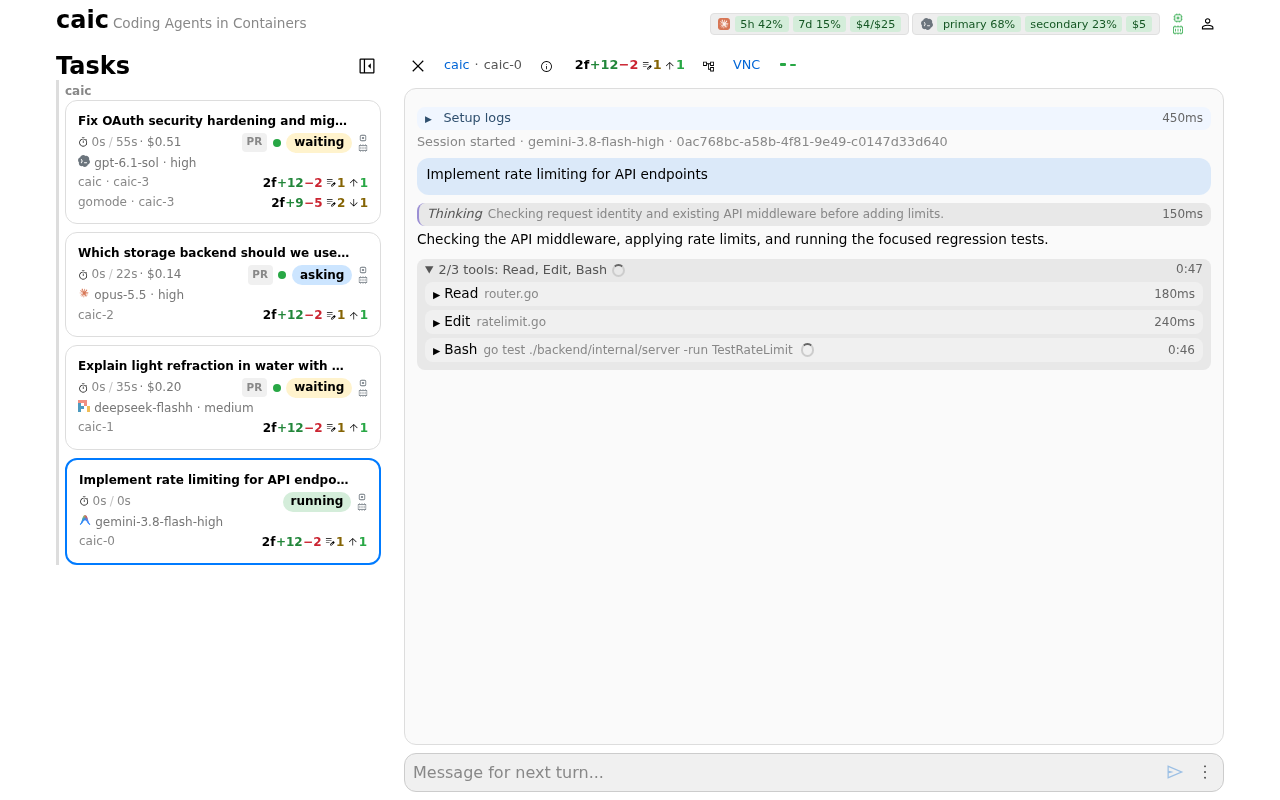 caic Coding Agents in Containers
5h 42% 7d 15% $4/$25 primary 68% secondary 23% $5
Tasks
caic
Fix OAuth security hardening and mig…
0s / 55s · $0.51 PR waiting
gpt-6.1-sol · high
caic · caic-3 2f+12−2 1 ↑1
gomode · caic-3 2f+9−5 2 ↓1
Which storage backend should we use…
0s / 22s · $0.14 PR asking
opus-5.5 · high
caic-2 2f+12−2 1 ↑1
Explain light refraction in water with …
0s / 35s · $0.20 PR waiting
deepseek-flashh · medium
caic-1 2f+12−2 1 ↑1
Implement rate limiting for API endpo…
0s / 0s running
gemini-3.8-flash-high
caic-0 2f+12−2 1 ↑1
caic · caic-0 2f+12−2 1 ↑1 VNC
▶ Setup logs 450ms
Session started · gemini-3.8-flash-high · 0ac768bc-a58b-4f81-9e49-c0147d33d640
Implement rate limiting for API endpoints
Thinking Checking request identity and existing API middleware before adding limits. 150ms
Checking the API middleware, applying rate limits, and running the focused regression tests.
▼ 2/3 tools: Read, Edit, Bash 0:47
▶ Read router.go 180ms
▶ Edit ratelimit.go 240ms
▶ Bash go test ./backend/internal/server -run TestRateLimit 0:46
Message for next turn...